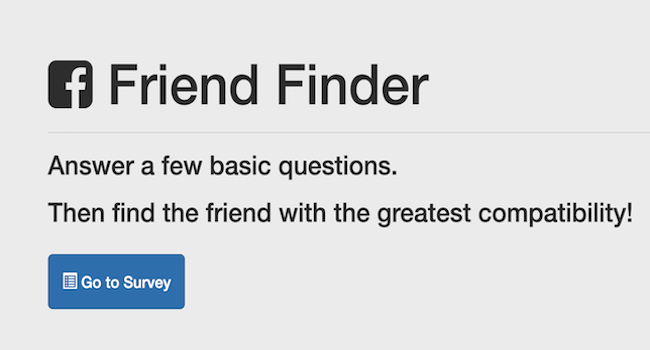 Friend Finder
Answer a few basic questions.
Then find the friend with the greatest compatibility!
Go to Survey